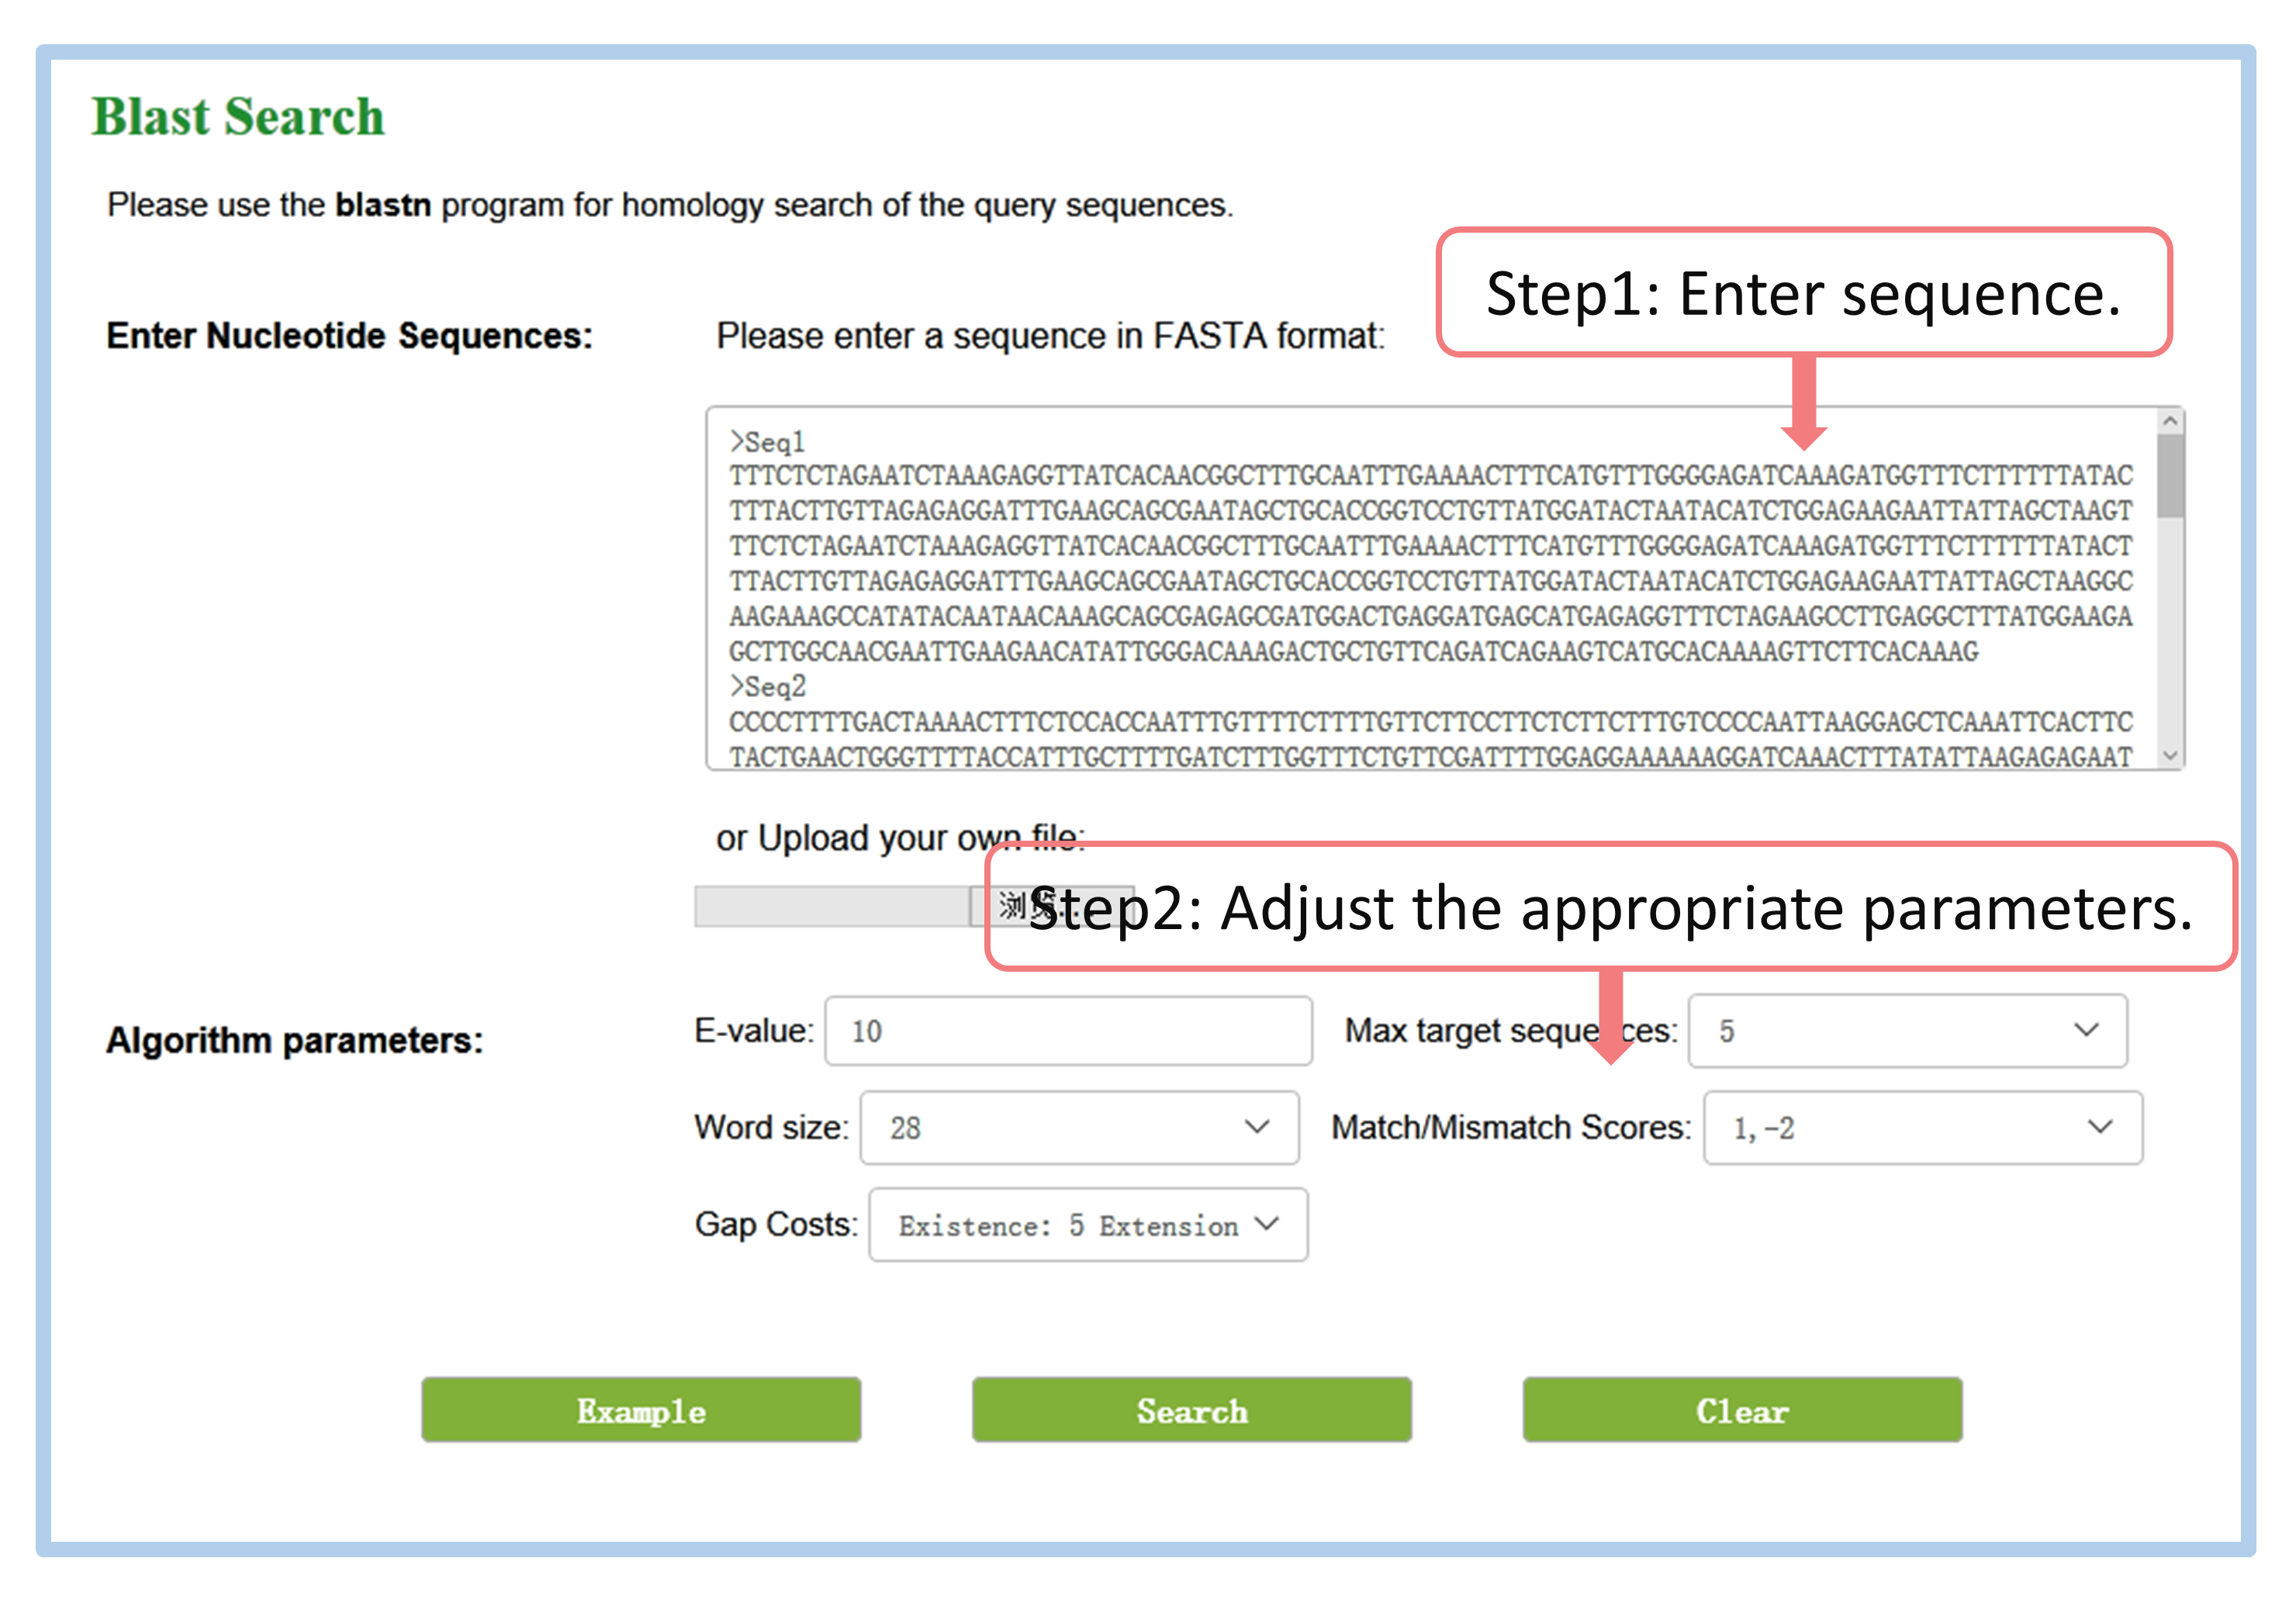 Blast Search
Please use the blastn program for homology search of the query sequences.
Step1: Enter sequence.
Enter Nucleotide Sequences:
Please enter a sequence in FASTA format:
>Seq1
TTTCTCTAGAATCTAAAGAGGTTATCACAACGGCTTTGCAATTTGAAAACTTTCATGTTTGGGGAGATCAAAGATGGTTTCTTTTTTATAC
TTTACTTGTTAGAGAGGATTTGAAGCAGCGAATAGCTGCACCGGTCCTGTTATGGATACTAATACATCTGGAGAAGAATTATTAGCTAAGT
TTCTCTAGAATCTAAAGAGGTTATCACAACGGCTTTGCAATTTGAAAACTTTCATGTTTGGGGAGATCAAAGATGGTTTCTTTTTTATACT
TTACTTGTTAGAGAGGATTTGAAGCAGCGAATAGCTGCACCGGTCCTGTTATGGATACTAATACATCTGGAGAAGAATTATTAGCTAAGGC
AAGAAAGCCATATACAATAACAAAGCAGCGAGAGCGATGGACTGAGGATGAGCATGAGAGGTTTCTAGAAGCCTTGAGGCTTTATGGAAGA
GCTTGGCAACGAATTGAAGAACATATTGGGACAAAGACTGCTGTTCAGATCAGAAGTCATGCACAAAAGTTCTTCACAAAG
>Seq2
CCCCTTTTGACTAAAACTTTCTCCACCAATTTGTTTTCTTTTGTTCTTCCTTCTCTTCTTTGTCCCCAATTAAGGAGCTCAAATTCACTTC
TACTGAACTGGGTTTTACCATTTGCTTTTGATCTTTGGTTTCTGTTCGATTTTGGAGGAAAAAAAGGATCAAACTTTATATTAAGAGAGAAT
or Upload your own file:
浏览...
Step2: Adjust the appropriate parameters.
Algorithm parameters:
E-value: 10
Max target sequences: 5
Word size: 28
Match/Mismatch Scores: 1,-2
Gap Costs: Existence: 5 Extension
Example
Search
Clear